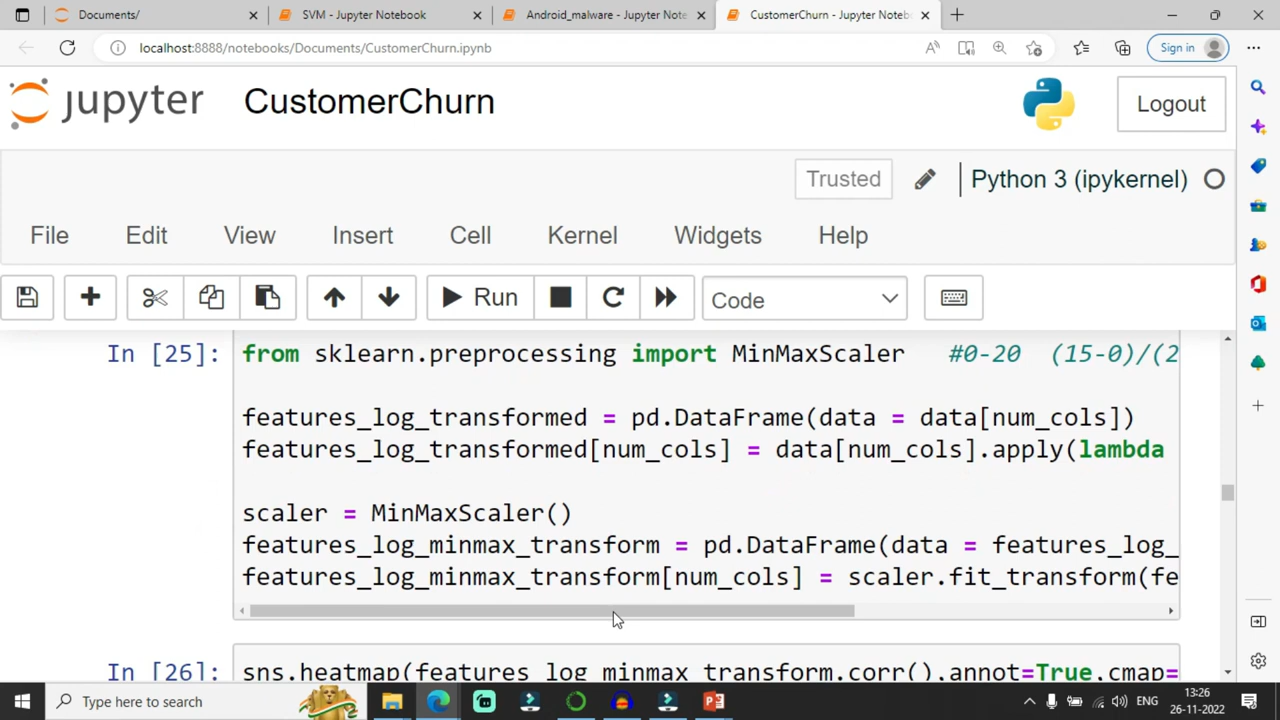 Documents/
SVM - Jupyter Notebook
Android_malware - Jupyter Note
CustomerChurn - Jupyter Noteb
localhost:8888/notebooks/Documents/CustomerChurn.ipynb
Sign in
jupyter
CustomerChurn
Logout
Trusted
Python 3 (ipykernel)
File
Edit
View
Insert
Cell
Kernel
Widgets
Help
Run
Code
In [25]:
from sklearn.preprocessing import MinMaxScaler #0-20 (15-0)/(2
features_log_transformed = pd.DataFrame(data = data[num_cols])
features_log_transformed[num_cols] = data[num_cols].apply(lambda
scaler = MinMaxScaler()
features_log_minmax_transform = pd.DataFrame(data = features_log_
features_log_minmax_transform[num_cols] = scaler.fit_transform(fe
In [26]:
sns.heatmap(features_log_minmax_transform.corr(),annot=True,cmap=
Type here to search
ENG
13:26
26-11-2022